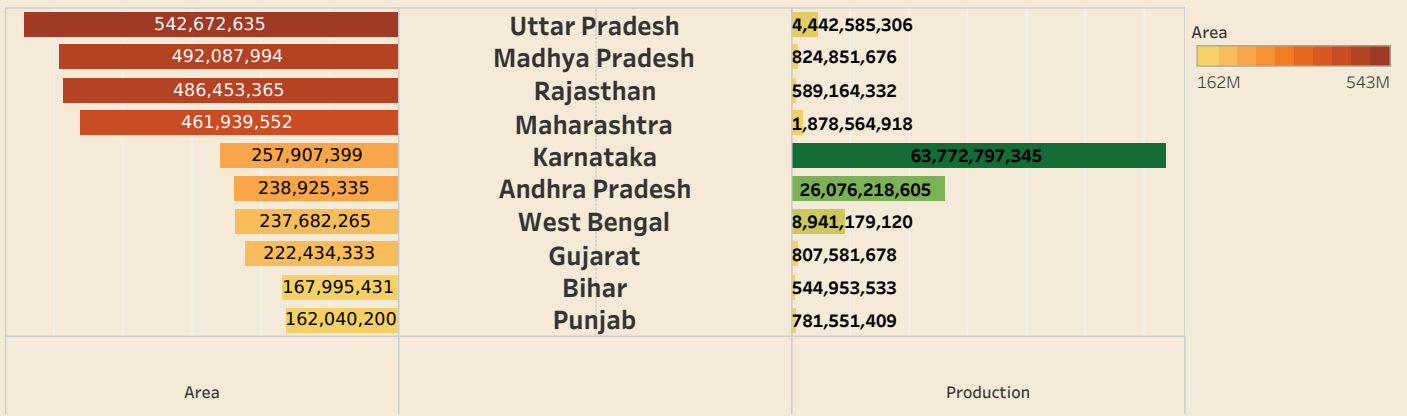 542,672,635 Uttar Pradesh 4,442,585,306
Area
492,087,994 Madhya Pradesh 824,851,676
162M 543M
486,453,365 Rajasthan 589,164,332
461,939,552 Maharashtra 1,878,564,918
257,907,399 Karnataka 63,772,797,345
238,925,335 Andhra Pradesh 26,076,218,605
237,682,265 West Bengal 8,941,179,120
222,434,333 Gujarat 807,581,678
167,995,431 Bihar 544,953,533
162,040,200 Punjab 781,551,409
Area Production